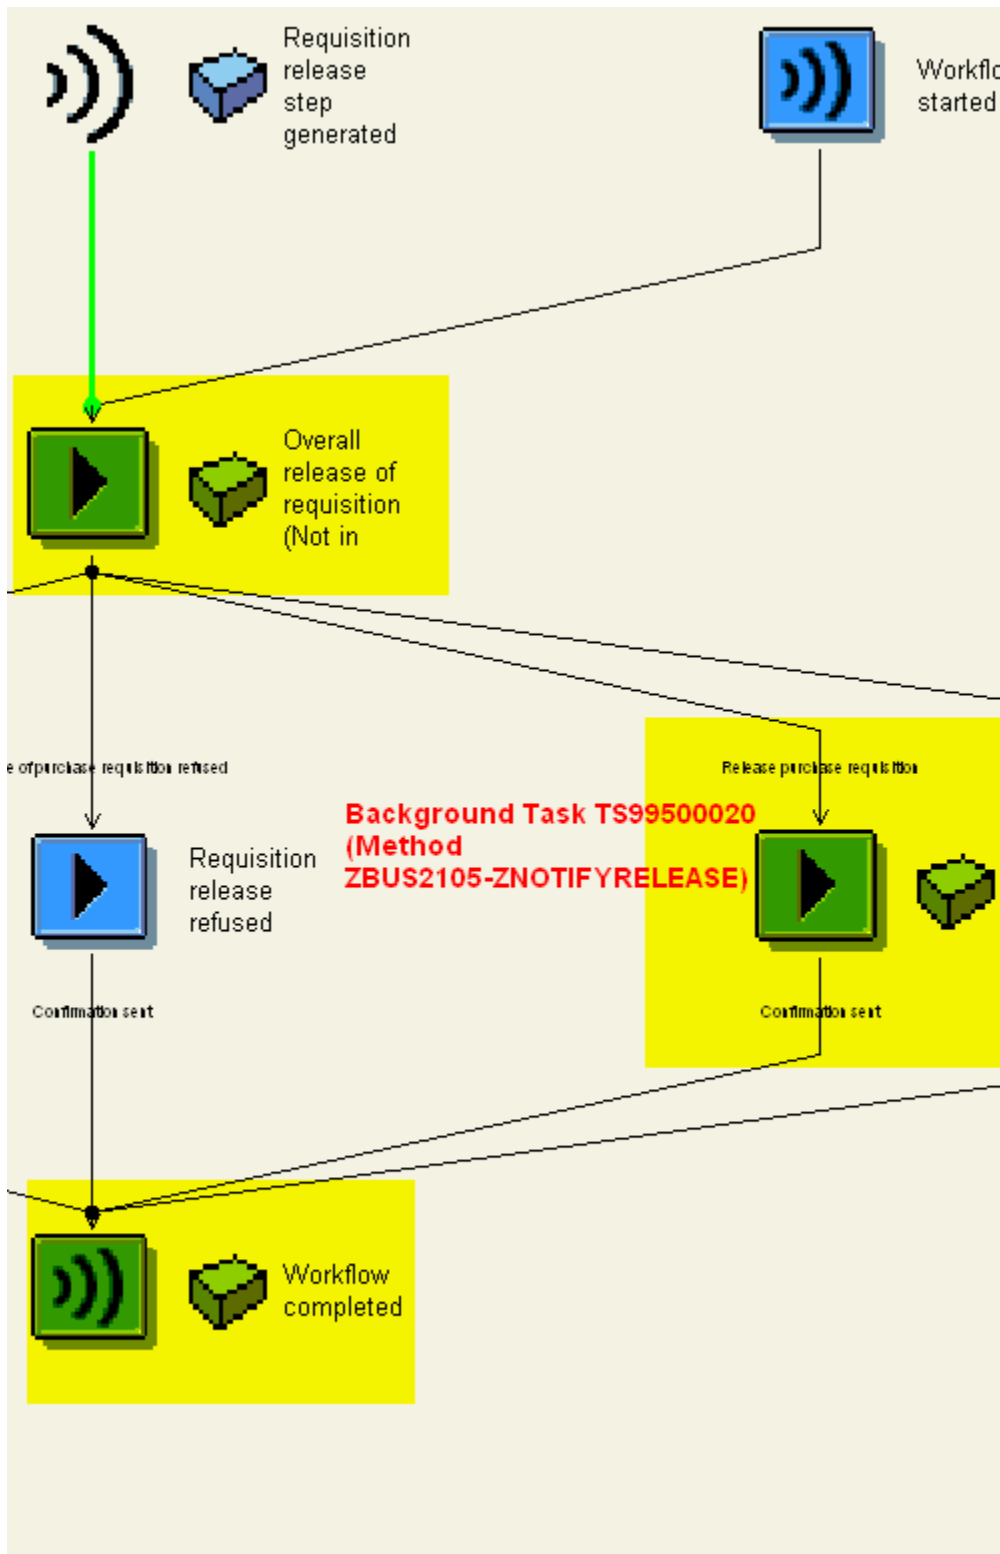 Requisition
release
step
generated
Workflo
started
Overall
release of
requisition
(Not in
e of purchase requisition refused
Release purchase requisition
Background Task TS99500020
(Method
ZBUS2105-ZNOTIFYRELEASE)
Requisition
release
refused
Confirmation sent
Confirmation sent
Workflow
completed